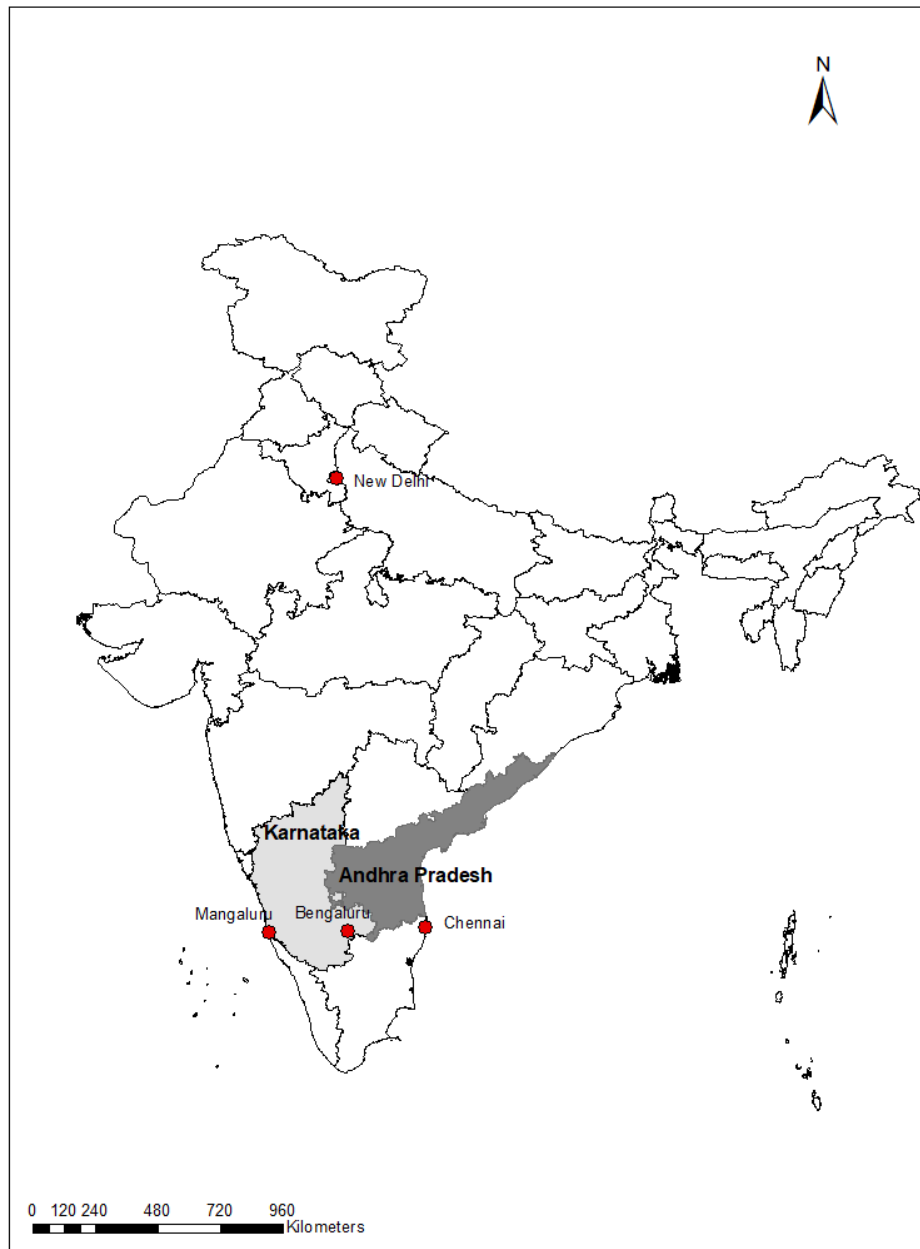 N
New Delhi
Karnataka
Andhra Pradesh
Mangaluru
Bengaluru
Chennai
0 120 240 480 720 960
Kilometers